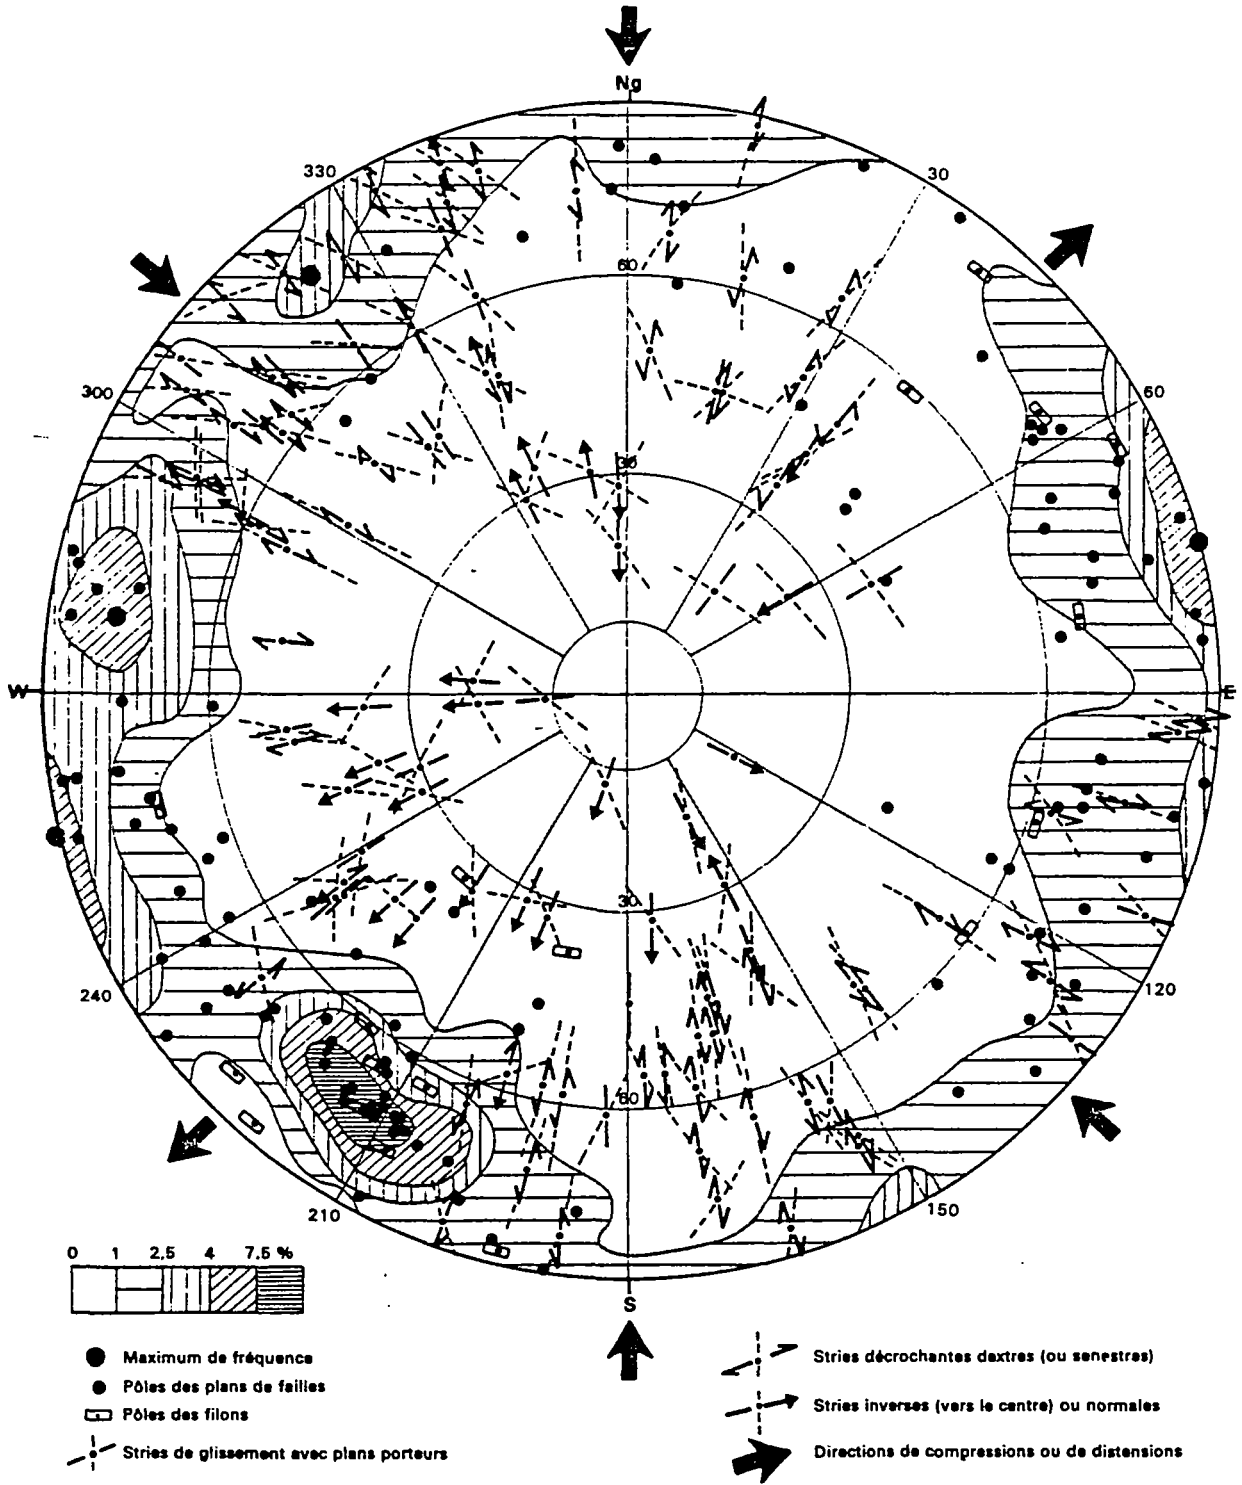 Ng
330
30
60
300
60
30
W
E
30
240
120
60
210
150
S
0 1 2,5 4 7.5 %
Maximum de fréquence
Pôles des plans de failles
Pôles des filons
Stries de glissement avec plans porteurs
Stries décrochantes dextres (ou senestres)
Stries inverses (vers le centre) ou normales
Directions de compressions ou de distensions